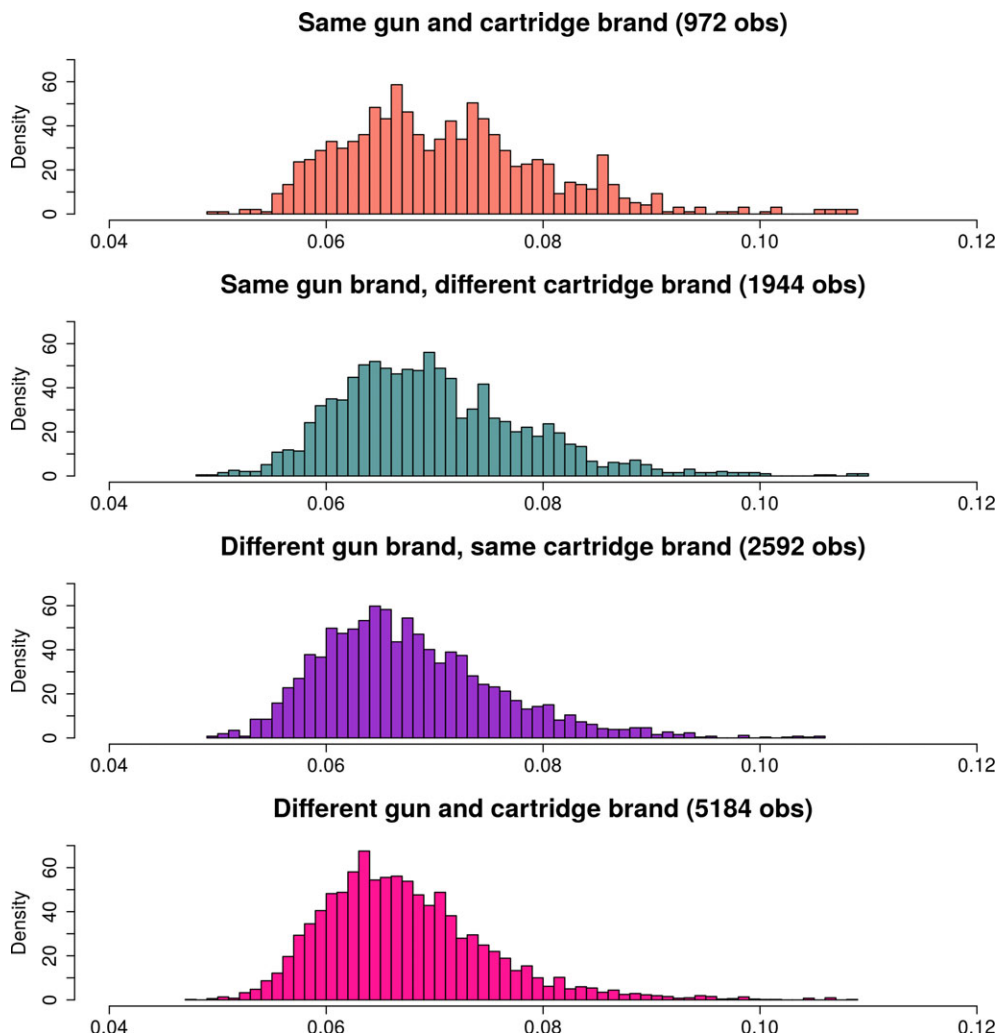 Same gun and cartridge brand (972 obs)
Density
0 20 40 60
0.04 0.06 0.08 0.10 0.12
Same gun brand, different cartridge brand (1944 obs)
Density
0 20 40 60
0.04 0.06 0.08 0.10 0.12
Different gun brand, same cartridge brand (2592 obs)
Density
0 20 40 60
0.04 0.06 0.08 0.10 0.12
Different gun and cartridge brand (5184 obs)
Density
0 20 40 60
0.04 0.06 0.08 0.10 0.12